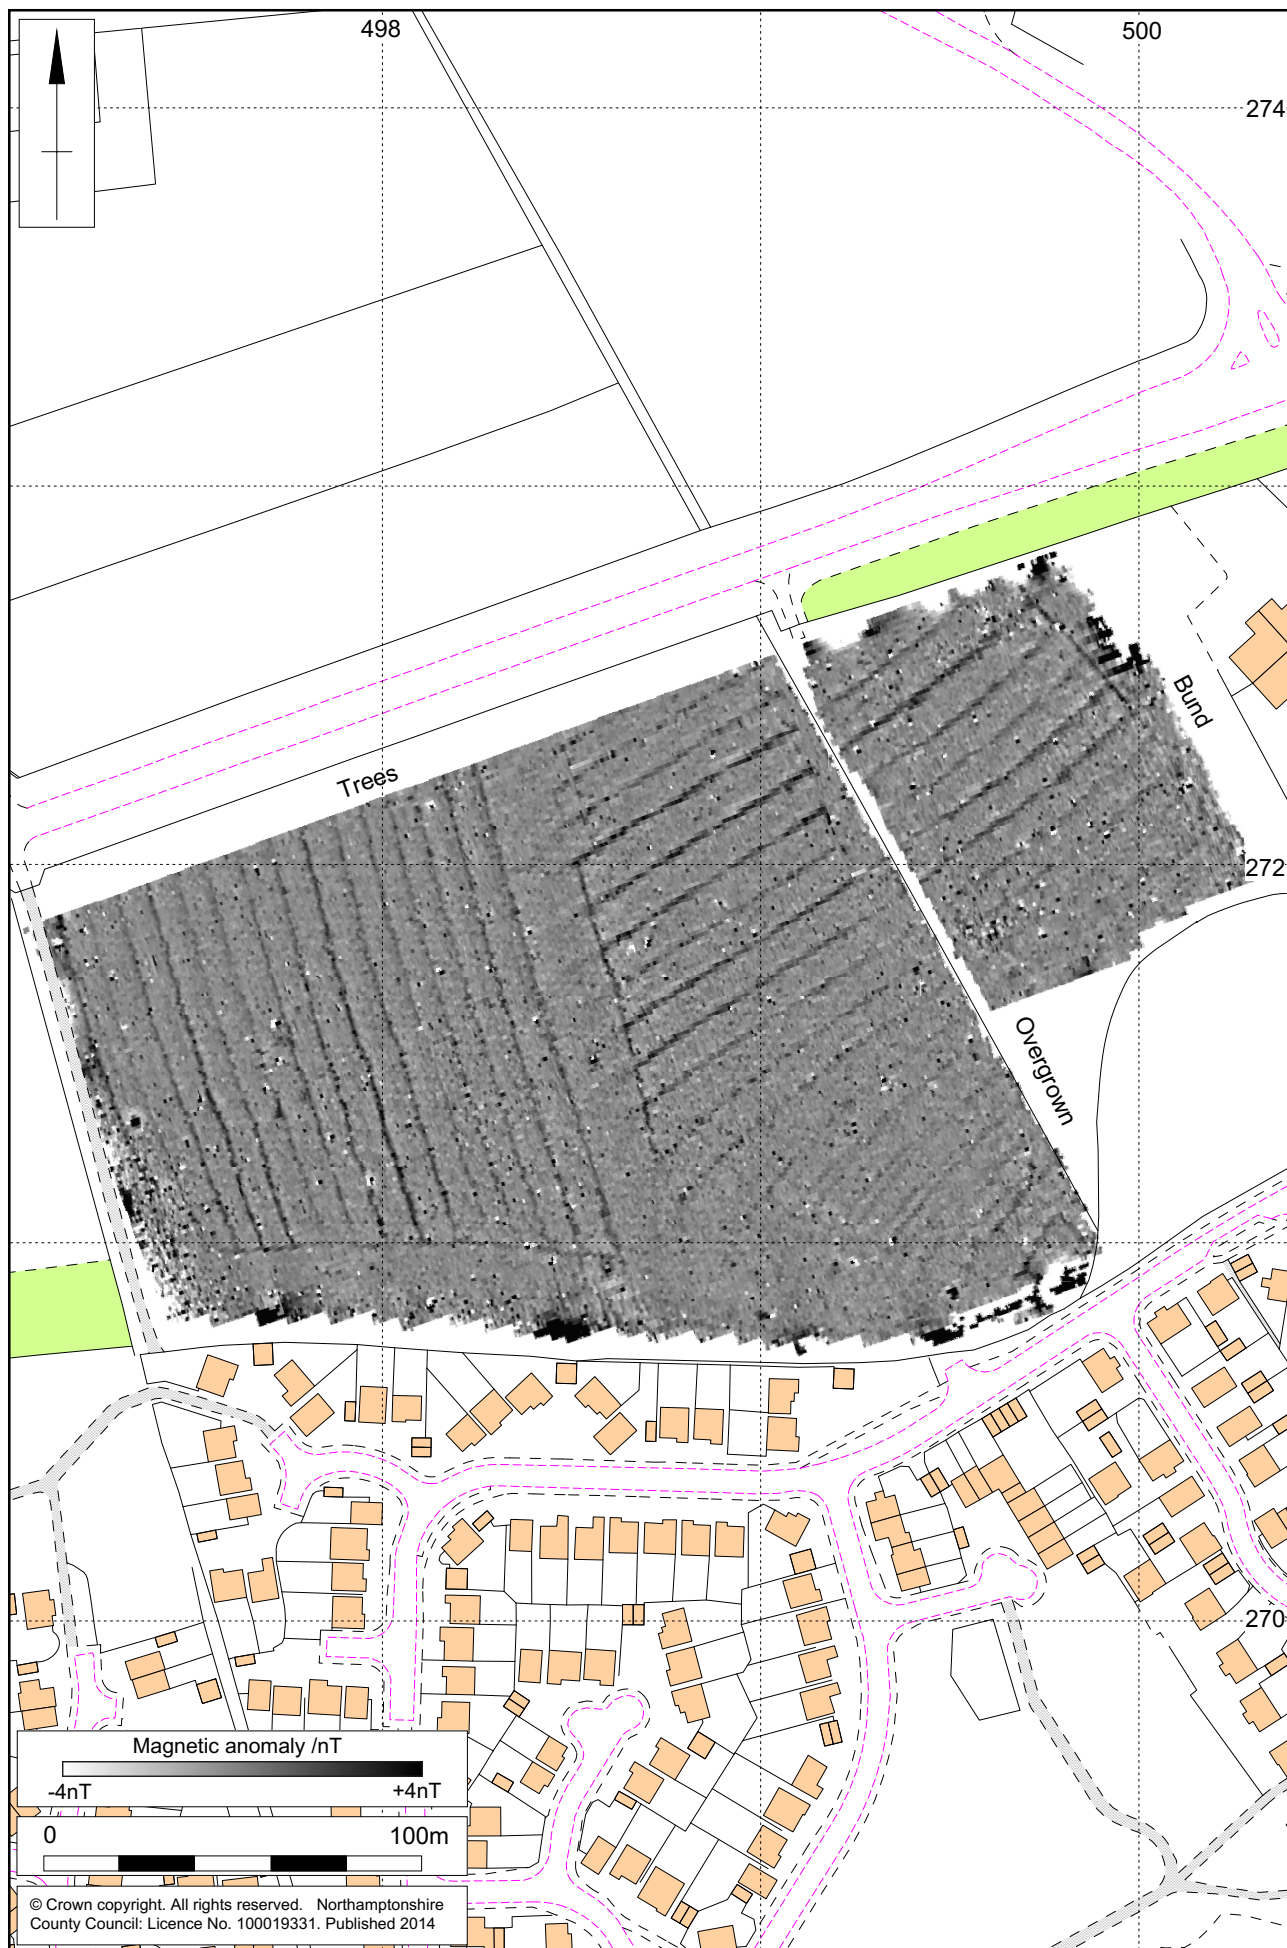 498
500
274
Bund
Trees
272
Overgrown
270
Magnetic anomaly /nT
-4nT +4nT
0 100m
© Crown copyright. All rights reserved. Northamptonshire
County Council: Licence No. 100019331. Published 2014